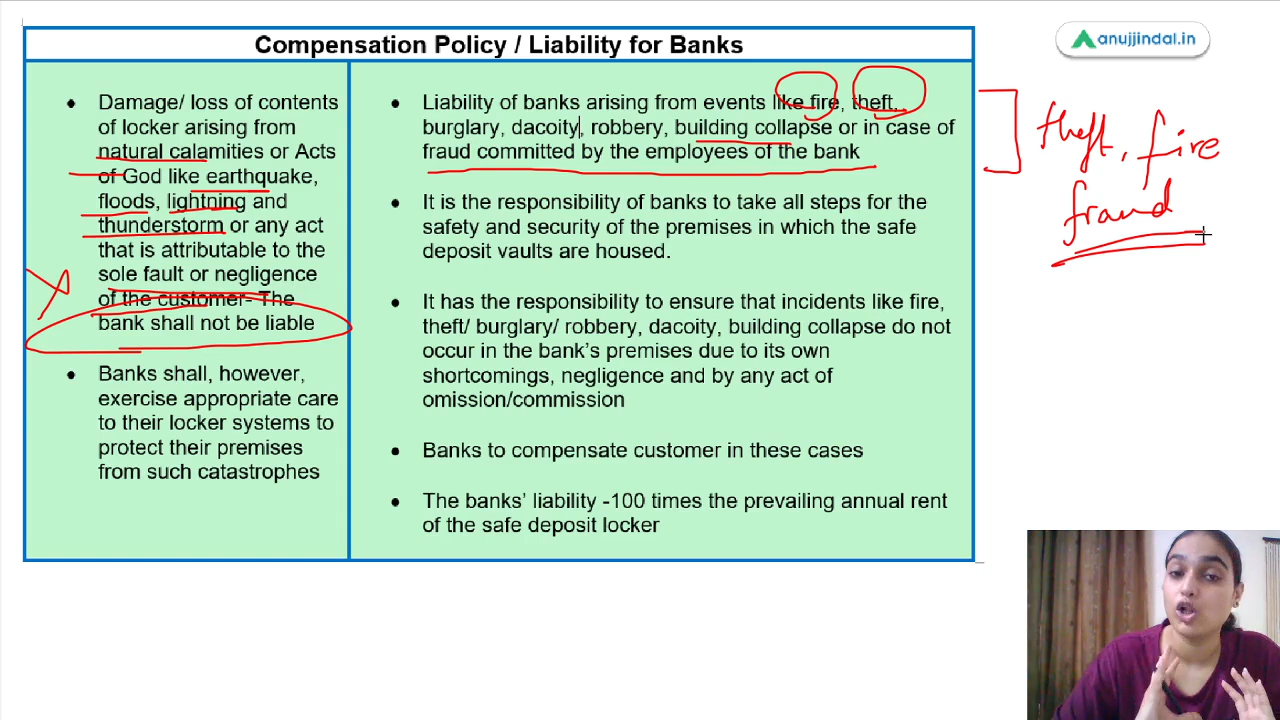 Compensation Policy / Liability for Banks
anujjindal.in
• Damage/ loss of contents
of locker arising from
natural calamities or Acts
of God like earthquake,
floods, lightning and
thunderstorm or any act
that is attributable to the
sole fault or negligence
of the customer- The
bank shall not be liable
• Banks shall, however,
exercise appropriate care
to their locker systems to
protect their premises
from such catastrophes
• Liability of banks arising from events like fire, theft,
burglary, dacoity, robbery, building collapse or in case of
fraud committed by the employees of the bank
• It is the responsibility of banks to take all steps for the
safety and security of the premises in which the safe
deposit vaults are housed.
• It has the responsibility to ensure that incidents like fire,
theft/ burglary/ robbery, dacoity, building collapse do not
occur in the bank's premises due to its own
shortcomings, negligence and by any act of
omission/commission
• Banks to compensate customer in these cases
• The banks' liability -100 times the prevailing annual rent
of the safe deposit locker
theft, fire
fraud